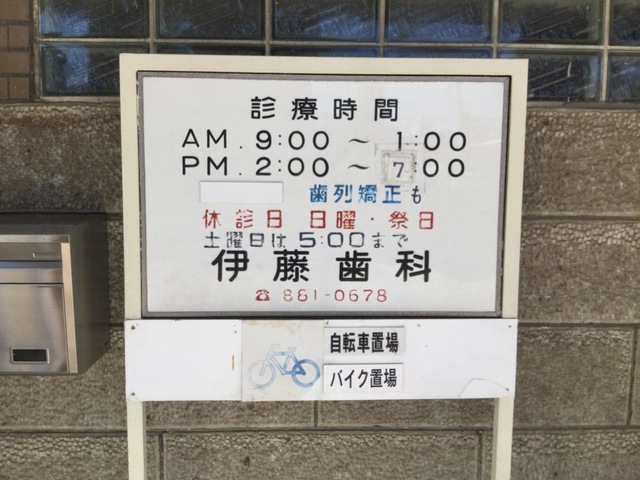 診療時間
AM. 9:00 ～ 1:00
PM. 2:00 ～ 7:00
歯列矯正も
休診日 日曜・祭日
土曜日は5:00まで
伊藤歯科
☎ 881-0678
自転車置場
バイク置場